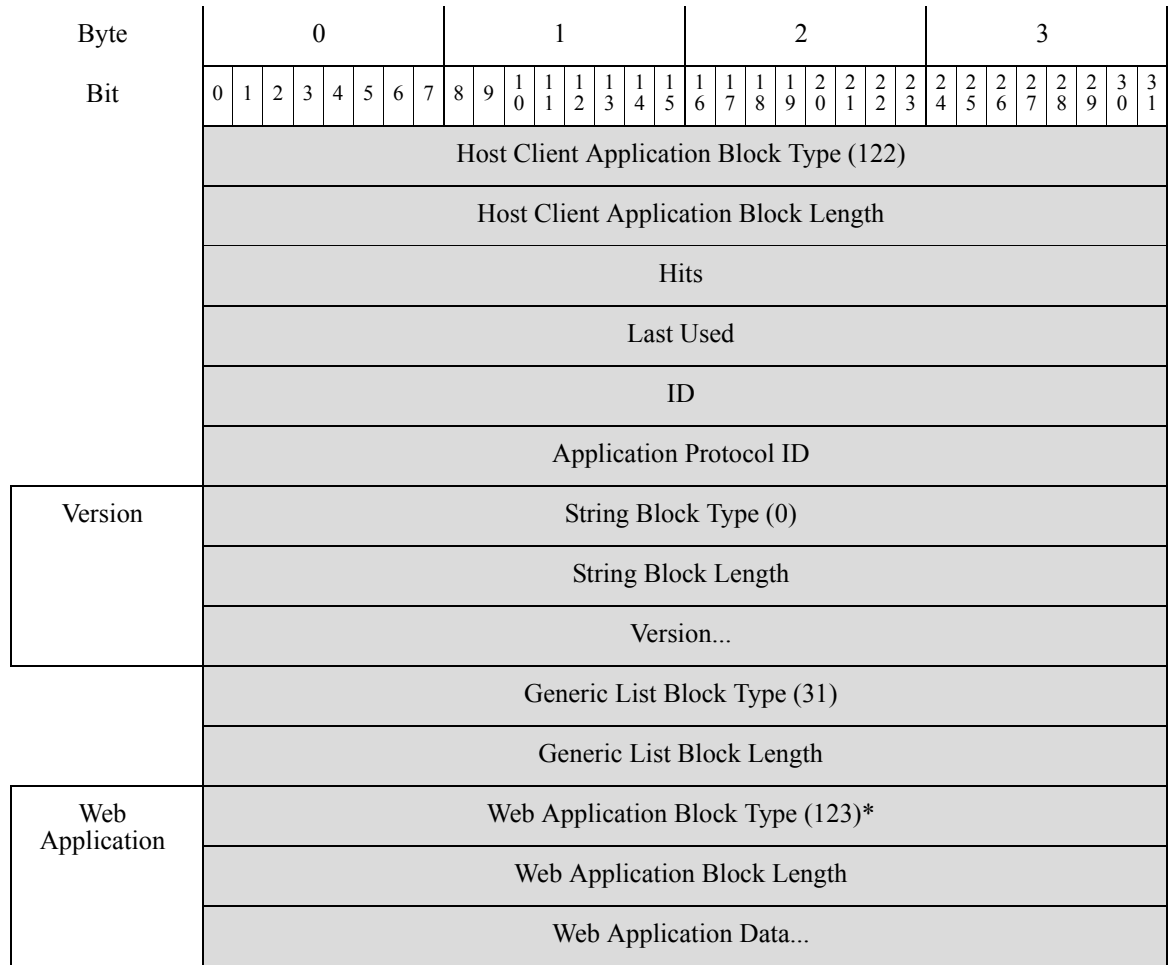 Byte 0 1 2 3
Bit 0 1 2 3 4 5 6 7 8 9 10 11 12 13 14 15 16 17 18 19 20 21 22 23 24 25 26 27 28 29 30 31
Host Client Application Block Type (122)
Host Client Application Block Length
Hits
Last Used
ID
Application Protocol ID
Version String Block Type (0)
String Block Length
Version...
Generic List Block Type (31)
Generic List Block Length
Web Application Web Application Block Type (123)*
Web Application Block Length
Web Application Data...